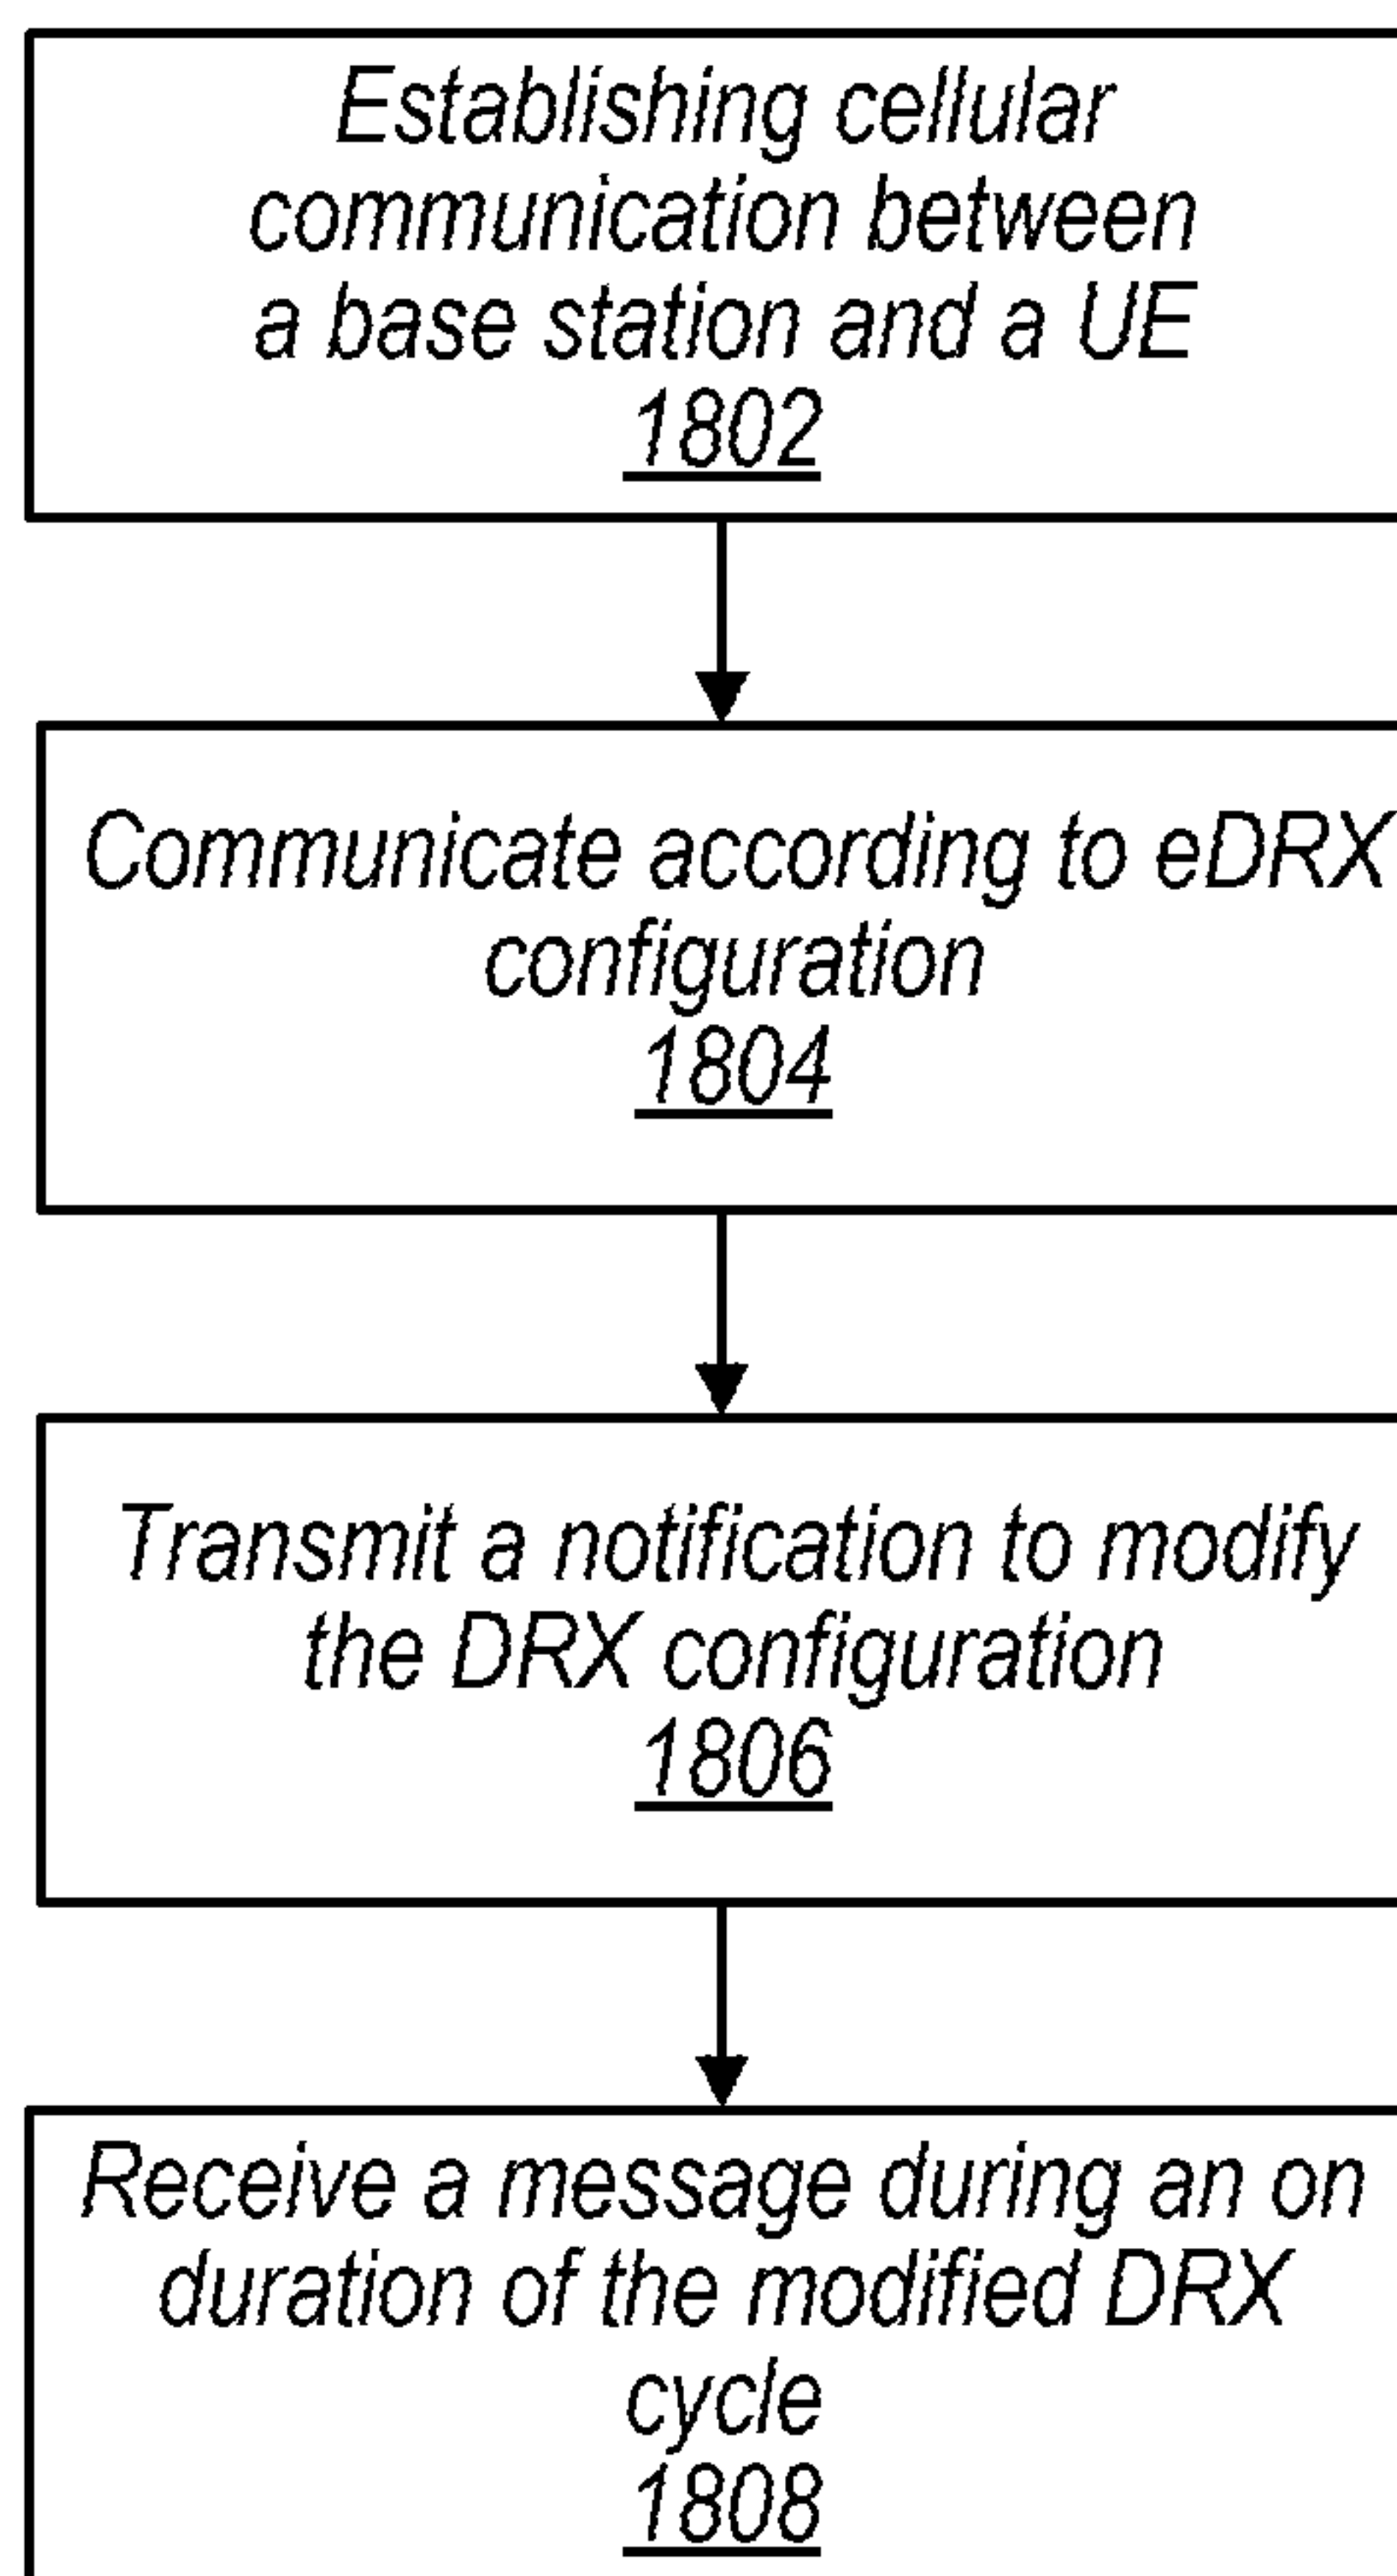 Establishing cellular
communication between
a base station and a UE
1802
Communicate according to eDRX
configuration
1804
Transmit a notification to modify
the DRX configuration
1806
Receive a message during an on
duration of the modified DRX
cycle
1808